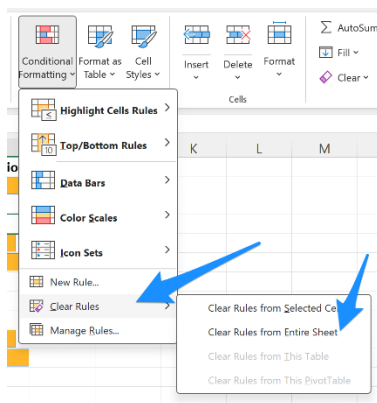 Conditional Formatting
Format as Table
Cell Styles
Insert
Delete
Format
Cells
AutoSum
Fill
Clear
Highlight Cells Rules
Top/Bottom Rules
10
Data Bars
Color Scales
Icon Sets
New Rule...
Clear Rules
Manage Rules...
K L M
Clear Rules from Selected
Clear Rules from Entire Sheet
Clear Rules from This Table
Clear Rules from This PivotTable